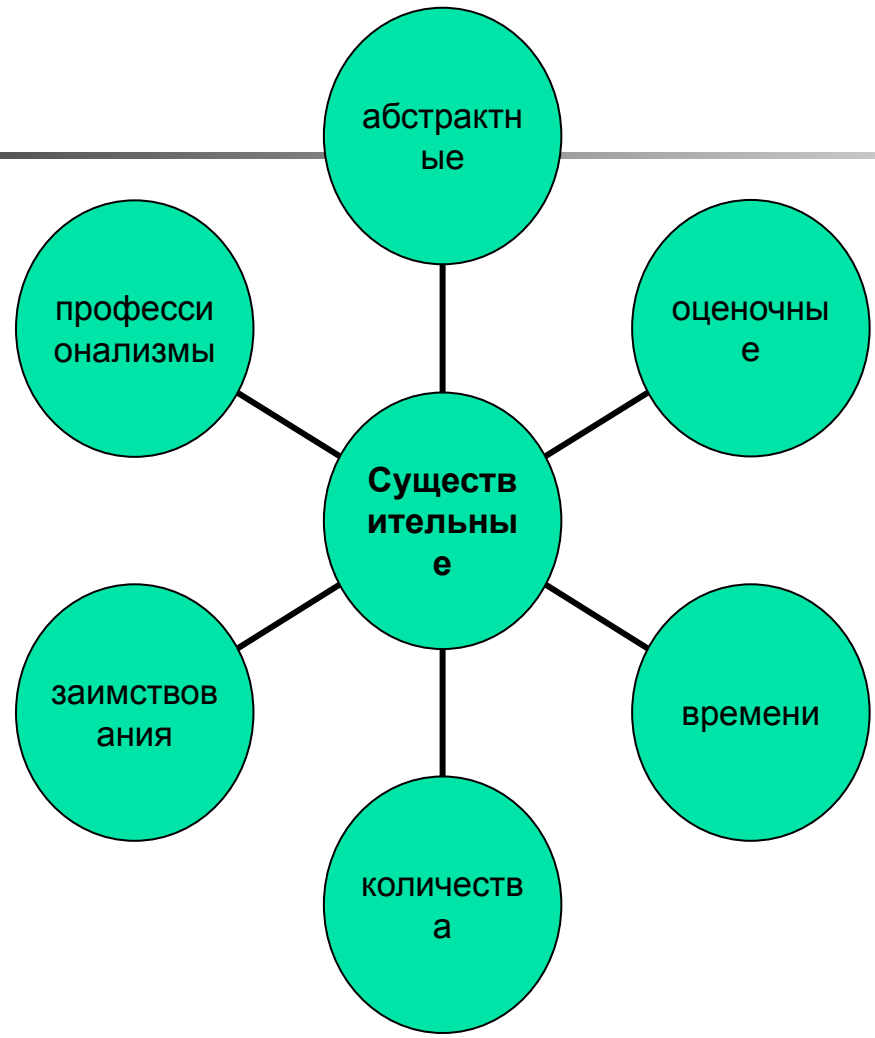 абстрактн
ые
професси
онализмы
оценочны
е
Существ
ительны
е
заимствов
ания
времени
количеств
а